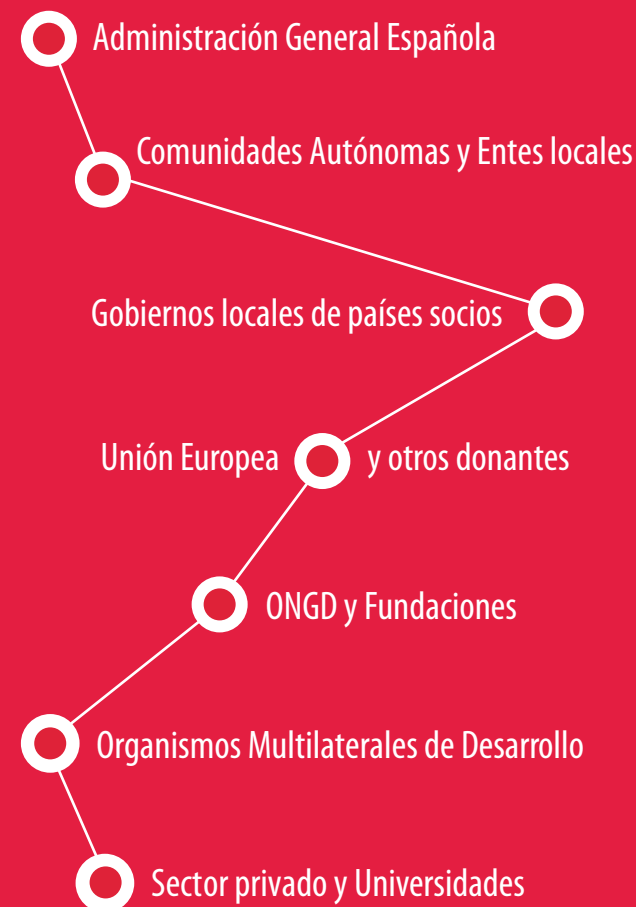 Administración General Española
Comunidades Autónomas y Entes locales
Gobiernos locales de países socios
Unión Europea y otros donantes
ONGD y Fundaciones
Organismos Multilaterales de Desarrollo
Sector privado y Universidades